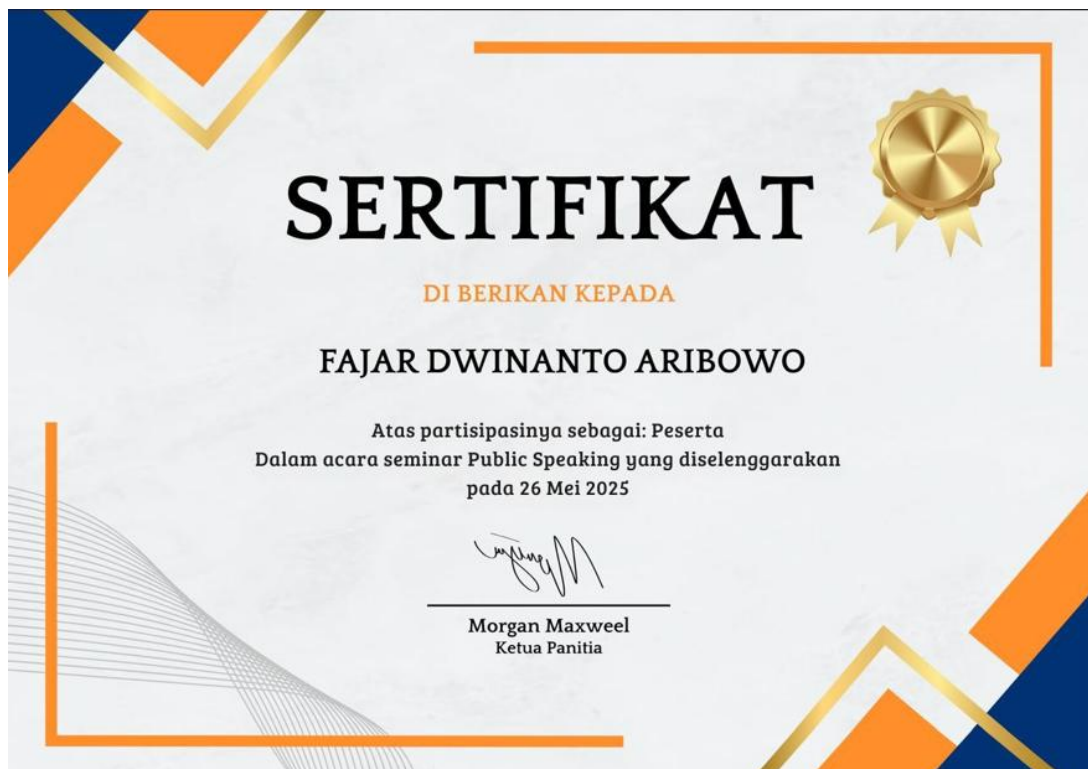 SERTIFIKAT
DI BERIKAN KEPADA
FAJAR DWINANTO ARIBOWO
Atas partisipasinya sebagai: Peserta
Dalam acara seminar Public Speaking yang diselenggarakan
pada 26 Mei 2025
Morgan Maxweel
Ketua Panitia